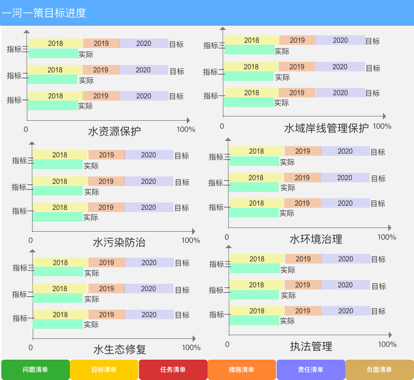 一河一策目标进度
指标三 2018 2019 2020 目标
实际
指标二 2018 2019 2020 目标
实际
指标一 2018 2019 2020 目标
实际
0 水资源保护 100%
指标三 2018 2019 2020 目标
实际
指标二 2018 2019 2020 目标
实际
指标一 2018 2019 2020 目标
实际
0 水域岸线管理保护 100%
指标三 2018 2019 2020 目标
实际
指标二 2018 2019 2020 目标
实际
指标一 2018 2019 2020 目标
实际
0 水污染防治 100%
指标三 2018 2019 2020 目标
实际
指标二 2018 2019 2020 目标
实际
指标一 2018 2019 2020 目标
实际
0 水环境治理 100%
指标三 2018 2019 2020 目标
实际
指标二 2018 2019 2020 目标
实际
指标一 2018 2019 2020 目标
实际
0 水生态修复 100%
指标三 2018 2019 2020 目标
实际
指标二 2018 2019 2020 目标
实际
指标一 2018 2019 2020 目标
实际
0 执法管理 100%
问题清单 目标清单 任务清单 措施清单 责任清单 负面清单